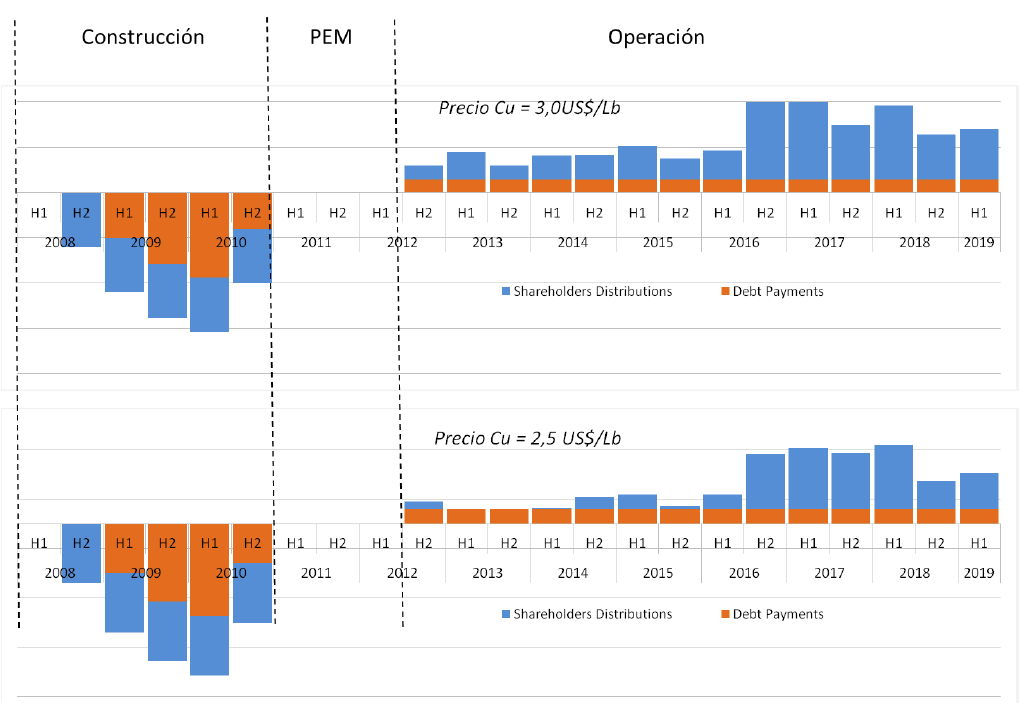 Construcción PEM Operación
Precio Cu = 3,0US$/Lb
H1 H2 H1 H2 H1 H2 H1 H2 H1 H2 H1 H2 H1 H2 H1 H2 H1 H2 H1 H2 H1 H2 H1
2008 2009 2010 2011 2012 2013 2014 2015 2016 2017 2018 2019
Shareholders Distributions Debt Payments
Precio Cu = 2,5 US$/Lb
H1 H2 H1 H2 H1 H2 H1 H2 H1 H2 H1 H2 H1 H2 H1 H2 H1 H2 H1 H2 H1 H2 H1
2008 2009 2010 2011 2012 2013 2014 2015 2016 2017 2018 2019
Shareholders Distributions Debt Payments